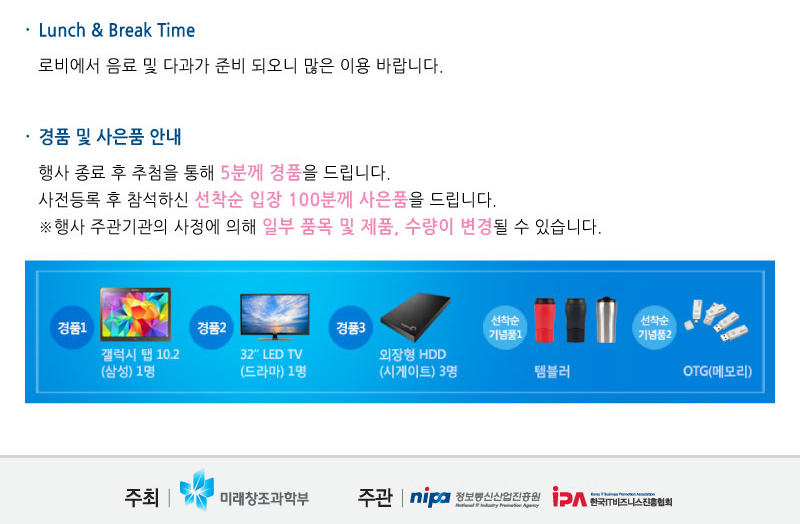 · Lunch & Break Time
로비에서 음료 및 다과가 준비 되오니 많은 이용 바랍니다.
· 경품 및 사은품 안내
행사 종료 후 추첨을 통해 5분께 경품을 드립니다.
사전등록 후 참석하신 선착순 입장 100분께 사은품을 드립니다.
※행사 주관기관의 사정에 의해 일부 품목 및 제품, 수량이 변경될 수 있습니다.
경품1
갤럭시 탭 10.2
(삼성) 1명
경품2
32" LED TV
(드라마) 1명
경품3
외장형 HDD
(시게이트) 3명
선착순
기념품1
템블러
선착순
기념품2
OTG(메모리)
주최 미래창조과학부
주관 nipa 정보통신산업진흥원
National IT Industry Promotion Agency
IPA Korea IT Business Promotion Association
한국IT비즈니스진흥협회